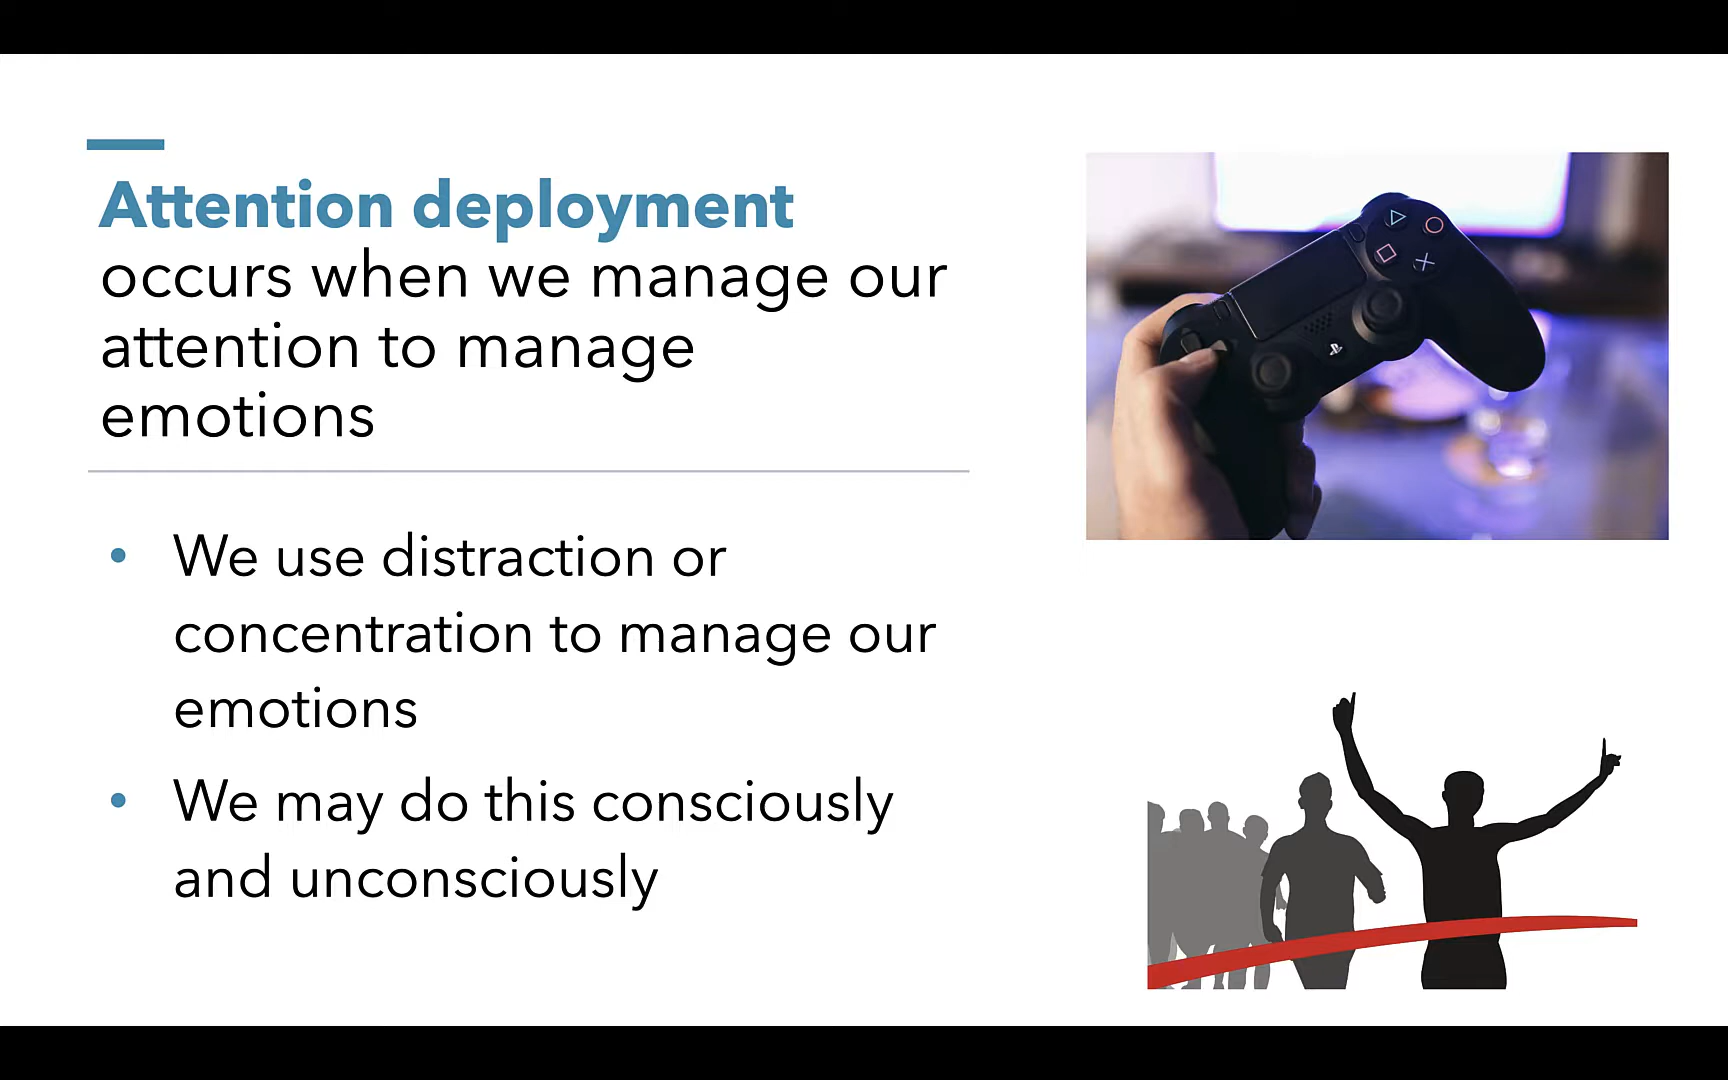 Attention deployment
occurs when we manage our
attention to manage
emotions
• We use distraction or
concentration to manage our
emotions
• We may do this consciously
and unconsciously